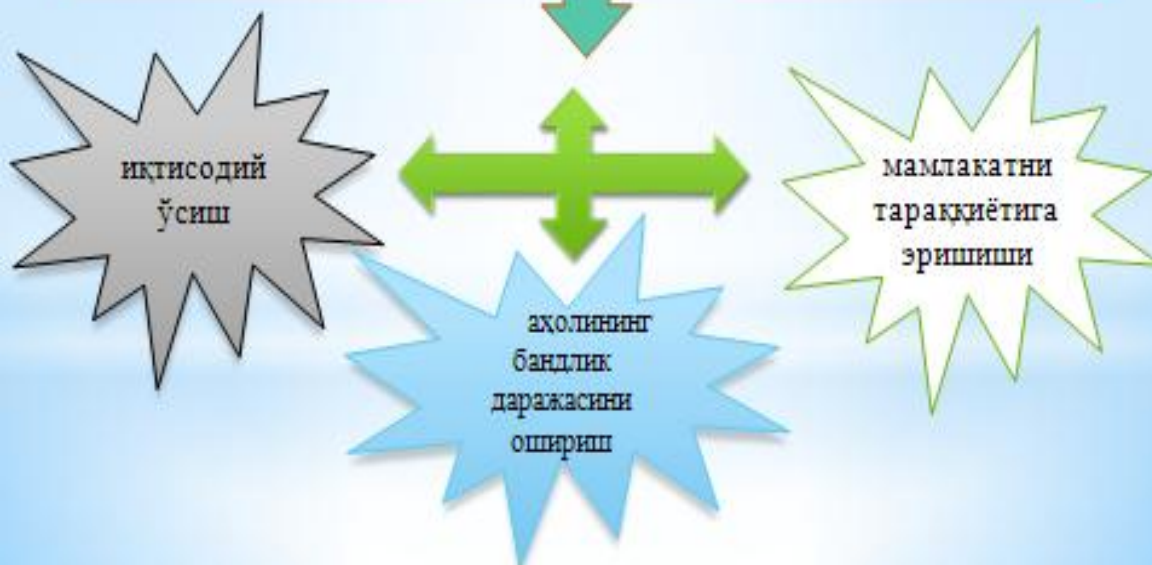 иқтисодий
ўсиш
мамлакатни
тараққиётига
эришиши
аҳолининг
бандлик
даражасини
ошириш